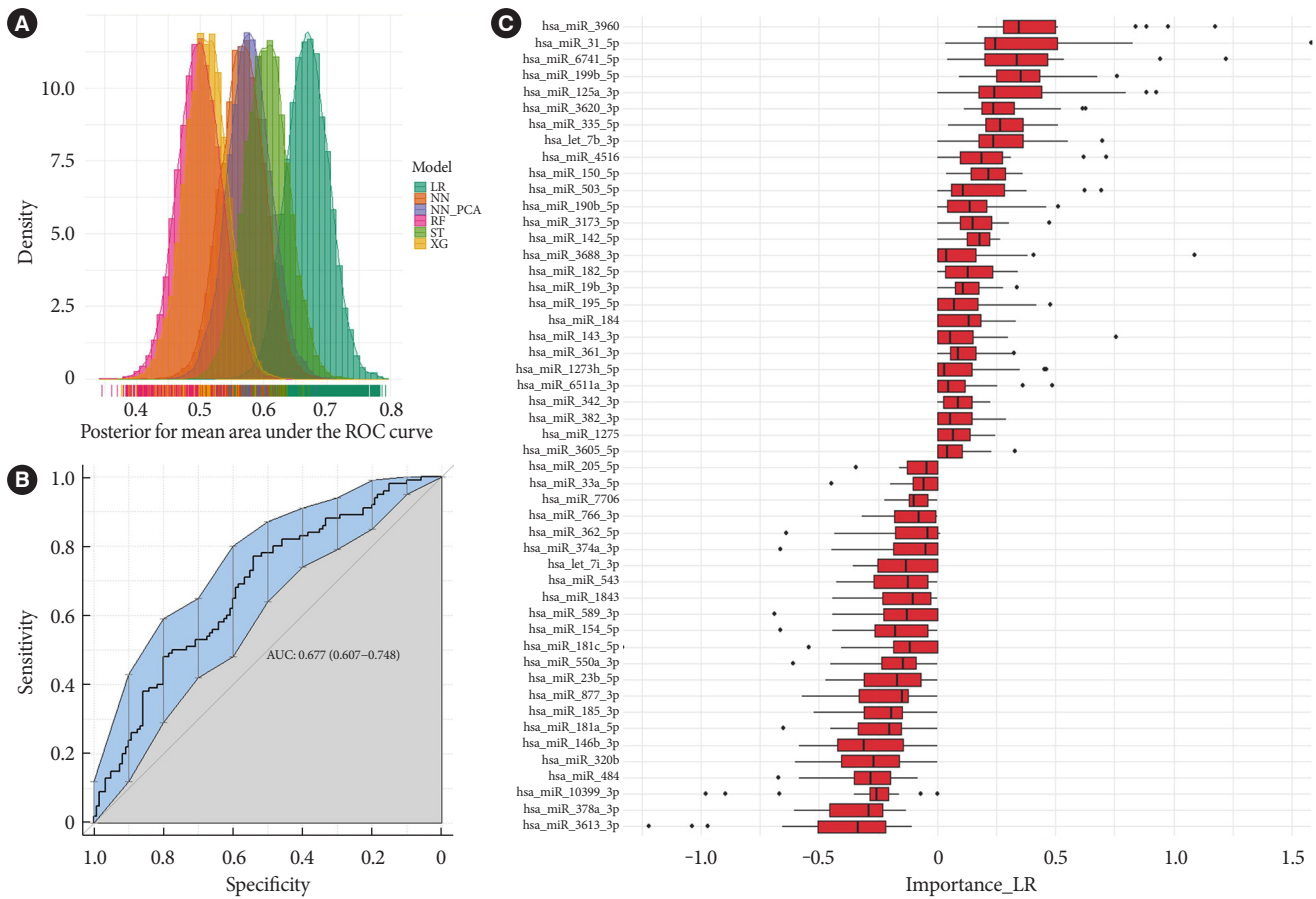 A
10.0
7.5
5.0
2.5
0
Density
0.4 0.5 0.6 0.7 0.8
Posterior for mean area under the ROC curve
Model
LR
NN
NN_PCA
RF
ST
XG
B
1.0
0.8
0.6
0.4
0.2
0
Sensitivity
AUC: 0.677 (0.607–0.748)
1.0 0.8 0.6 0.4 0.2 0
Specificity
C
hsa_miR_3960
hsa_miR_31_5p
hsa_miR_6741_5p
hsa_miR_199b_5p
hsa_miR_125a_3p
hsa_miR_3620_3p
hsa_miR_335_5p
hsa_let_7b_3p
hsa_miR_4516
hsa_miR_150_5p
hsa_miR_503_5p
hsa_miR_190b_5p
hsa_miR_3173_5p
hsa_miR_142_5p
hsa_miR_3688_3p
hsa_miR_182_5p
hsa_miR_19b_3p
hsa_miR_195_5p
hsa_miR_184
hsa_miR_143_3p
hsa_miR_361_3p
hsa_miR_1273h_5p
hsa_miR_6511a_3p
hsa_miR_342_3p
hsa_miR_382_3p
hsa_miR_1275
hsa_miR_3605_5p
hsa_miR_205_5p
hsa_miR_33a_5p
hsa_miR_7706
hsa_miR_766_3p
hsa_miR_362_5p
hsa_miR_374a_3p
hsa_let_7i_3p
hsa_miR_543
hsa_miR_1843
hsa_miR_589_3p
hsa_miR_154_5p
hsa_miR_181c_5p
hsa_miR_550a_3p
hsa_miR_23b_5p
hsa_miR_877_3p
hsa_miR_185_3p
hsa_miR_181a_5p
hsa_miR_146b_3p
hsa_miR_320b
hsa_miR_484
hsa_miR_10399_3p
hsa_miR_378a_3p
hsa_miR_3613_3p
-1.0 -0.5 0 0.5 1.0 1.5
Importance_LR